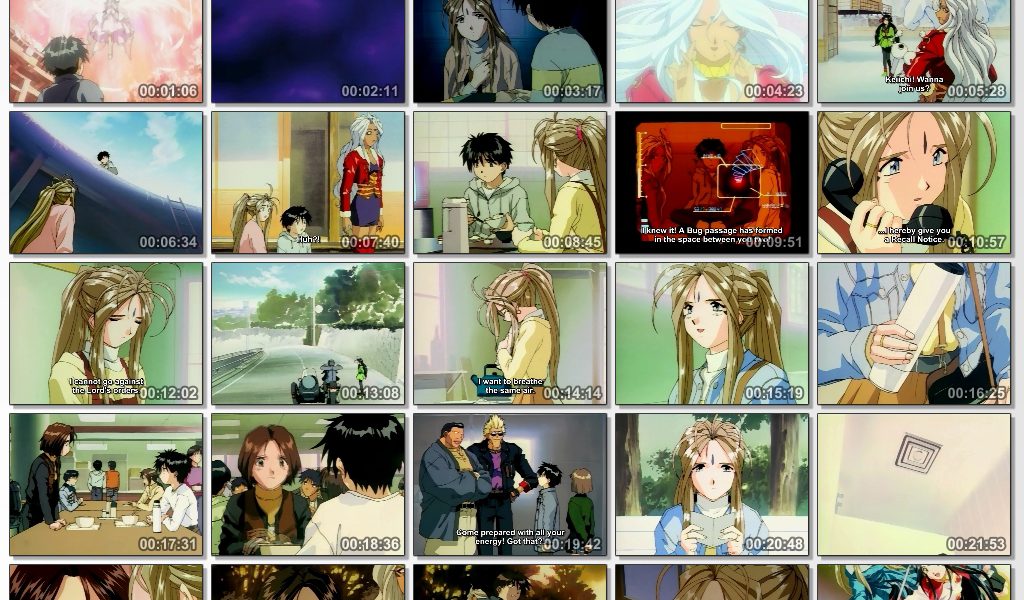 00:01:06
00:02:11
00:03:17
00:04:23
Keiichi! Wanna
join us?
00:05:28
00:06:34
Huh?!
00:07:40
00:08:45
I knew it! A Bug passage has formed
in the space between you two!
00:09:51
...I hereby give you
a Recall Notice.
00:10:57
I cannot go against
the Lord's orders.
00:12:02
00:13:08
I want to breathe
the same air.
00:14:14
00:15:19
00:16:25
00:17:31
00:18:36
Come prepared with all your
energy! Got that?
00:19:42
00:20:48
00:21:53